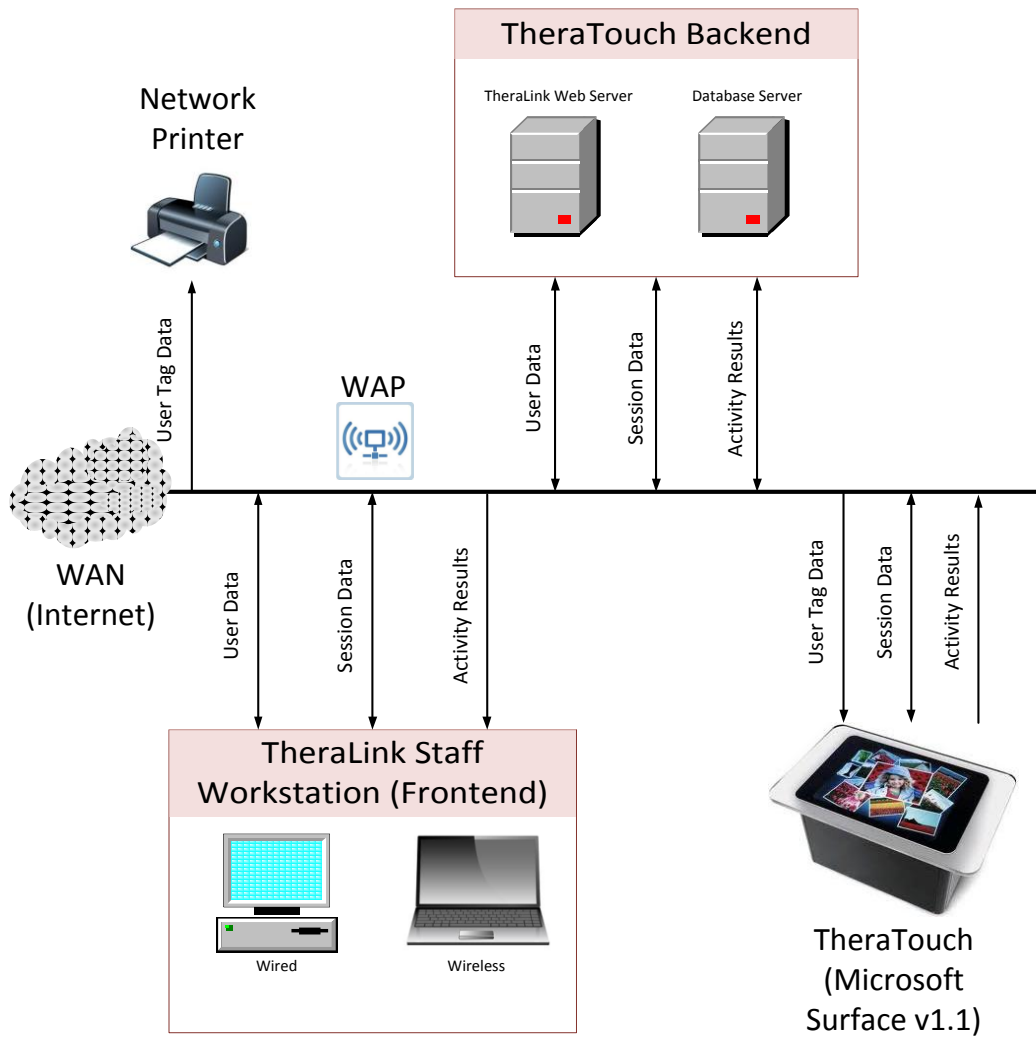 TheraTouch Backend
TheraLink Web Server
Database Server
Network
Printer
User Tag Data
WAP
User Data
Session Data
Activity Results
WAN
(Internet)
User Data
Session Data
Activity Results
User Tag Data
Session Data
Activity Results
TheraLink Staff
Workstation (Frontend)
Wired
Wireless
TheraTouch
(Microsoft
Surface v1.1)